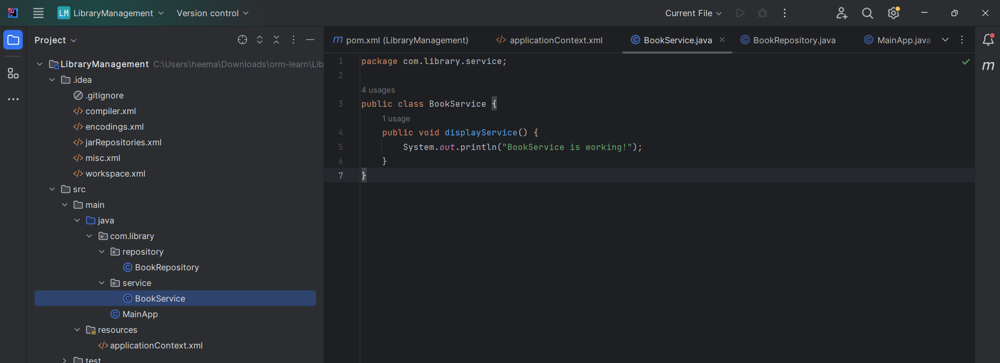 LM LibraryManagement Version control Current File
Project
LibraryManagement C:\Users\heema\Downloads\orm-learn\Lib
.idea
.gitignore
compiler.xml
encodings.xml
jarRepositories.xml
misc.xml
workspace.xml
src
main
java
com.library
repository
BookRepository
service
BookService
MainApp
resources
applicationContext.xml
test
m pom.xml (LibraryManagement) applicationContext.xml BookService.java BookRepository.java MainApp.java
1 package com.library.service;
2
4 usages
3 public class BookService {
1 usage
4 public void displayService() {
5 System.out.println("BookService is working!");
6 }
7 }
m